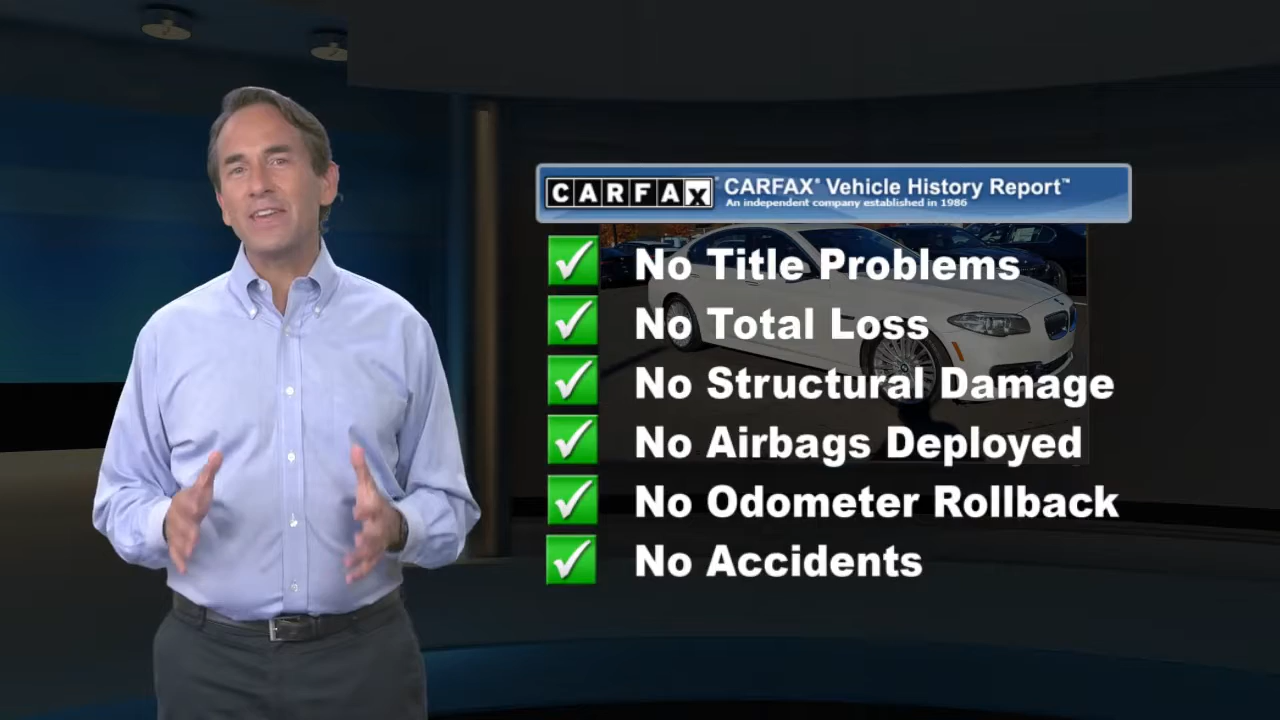 CARFAX
CARFAX® Vehicle History Report™
An independent company established in 1986
No Title Problems
No Total Loss
No Structural Damage
No Airbags Deployed
No Odometer Rollback
No Accidents